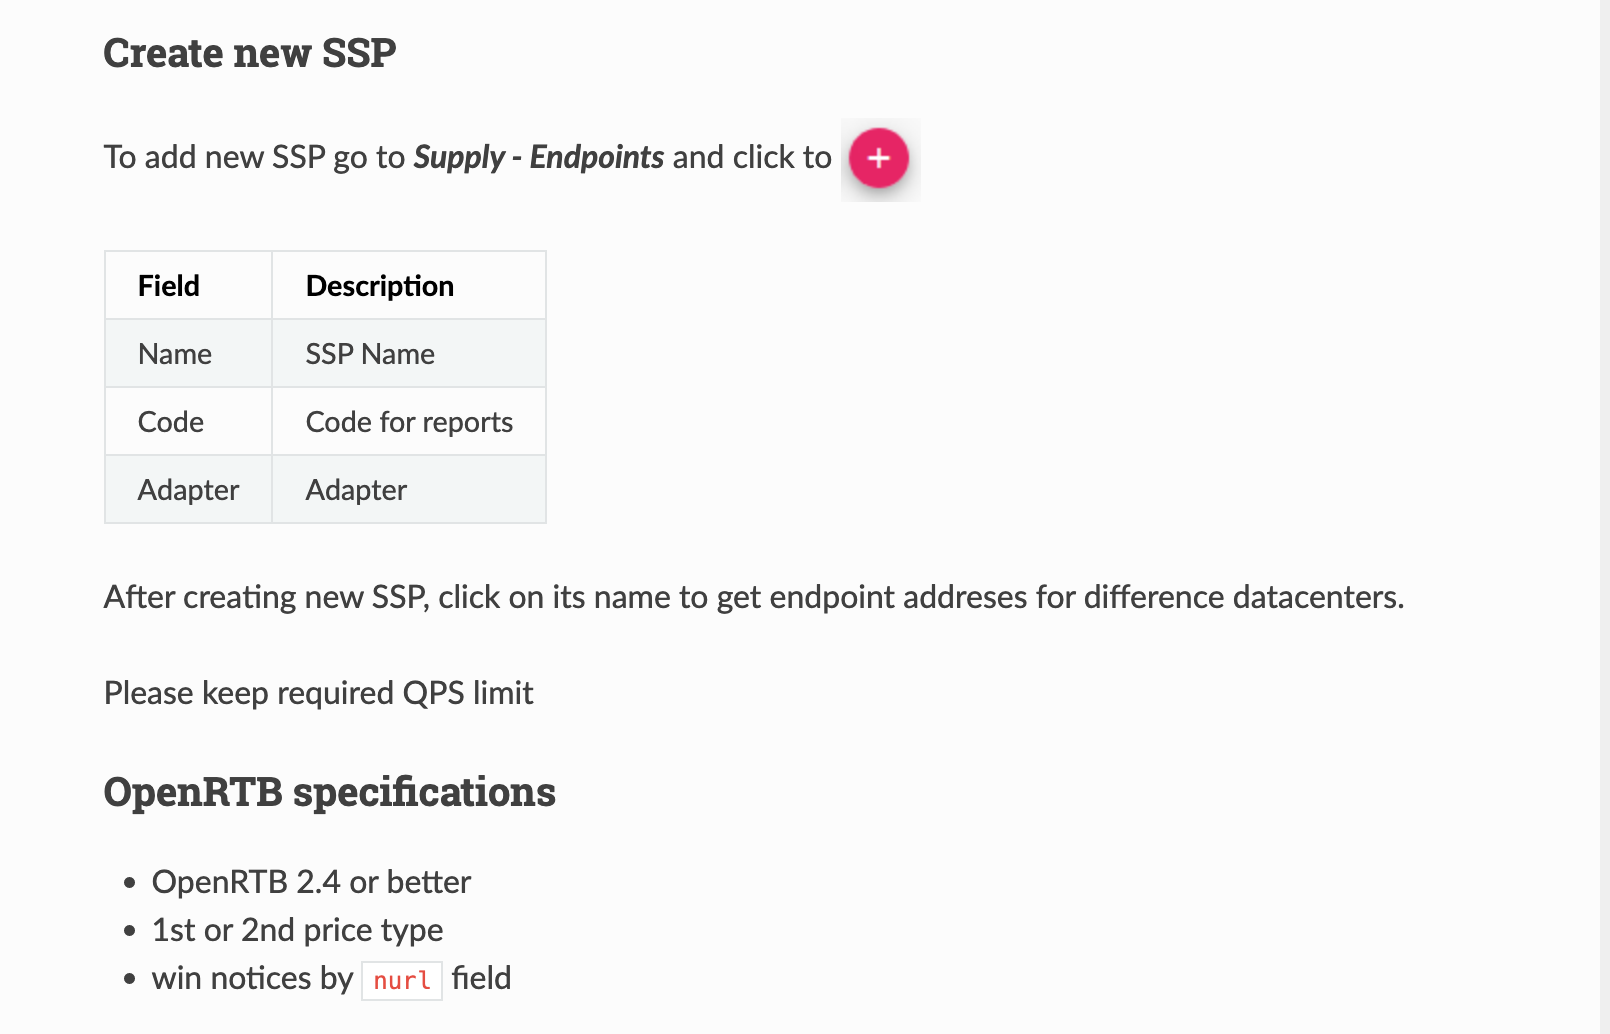 Create new SSP
To add new SSP go to Supply - Endpoints and click to +
Field Description
Name SSP Name
Code Code for reports
Adapter Adapter
After creating new SSP, click on its name to get endpoint addreses for difference datacenters.
Please keep required QPS limit
OpenRTB specifications
• OpenRTB 2.4 or better
• 1st or 2nd price type
• win notices by nurl field